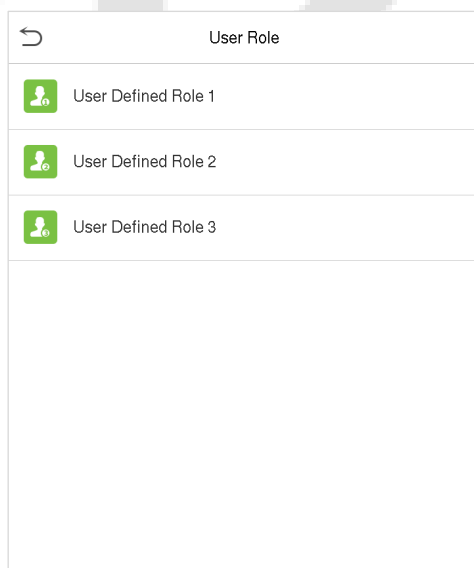 User Role
User Defined Role 1
User Defined Role 2
User Defined Role 3